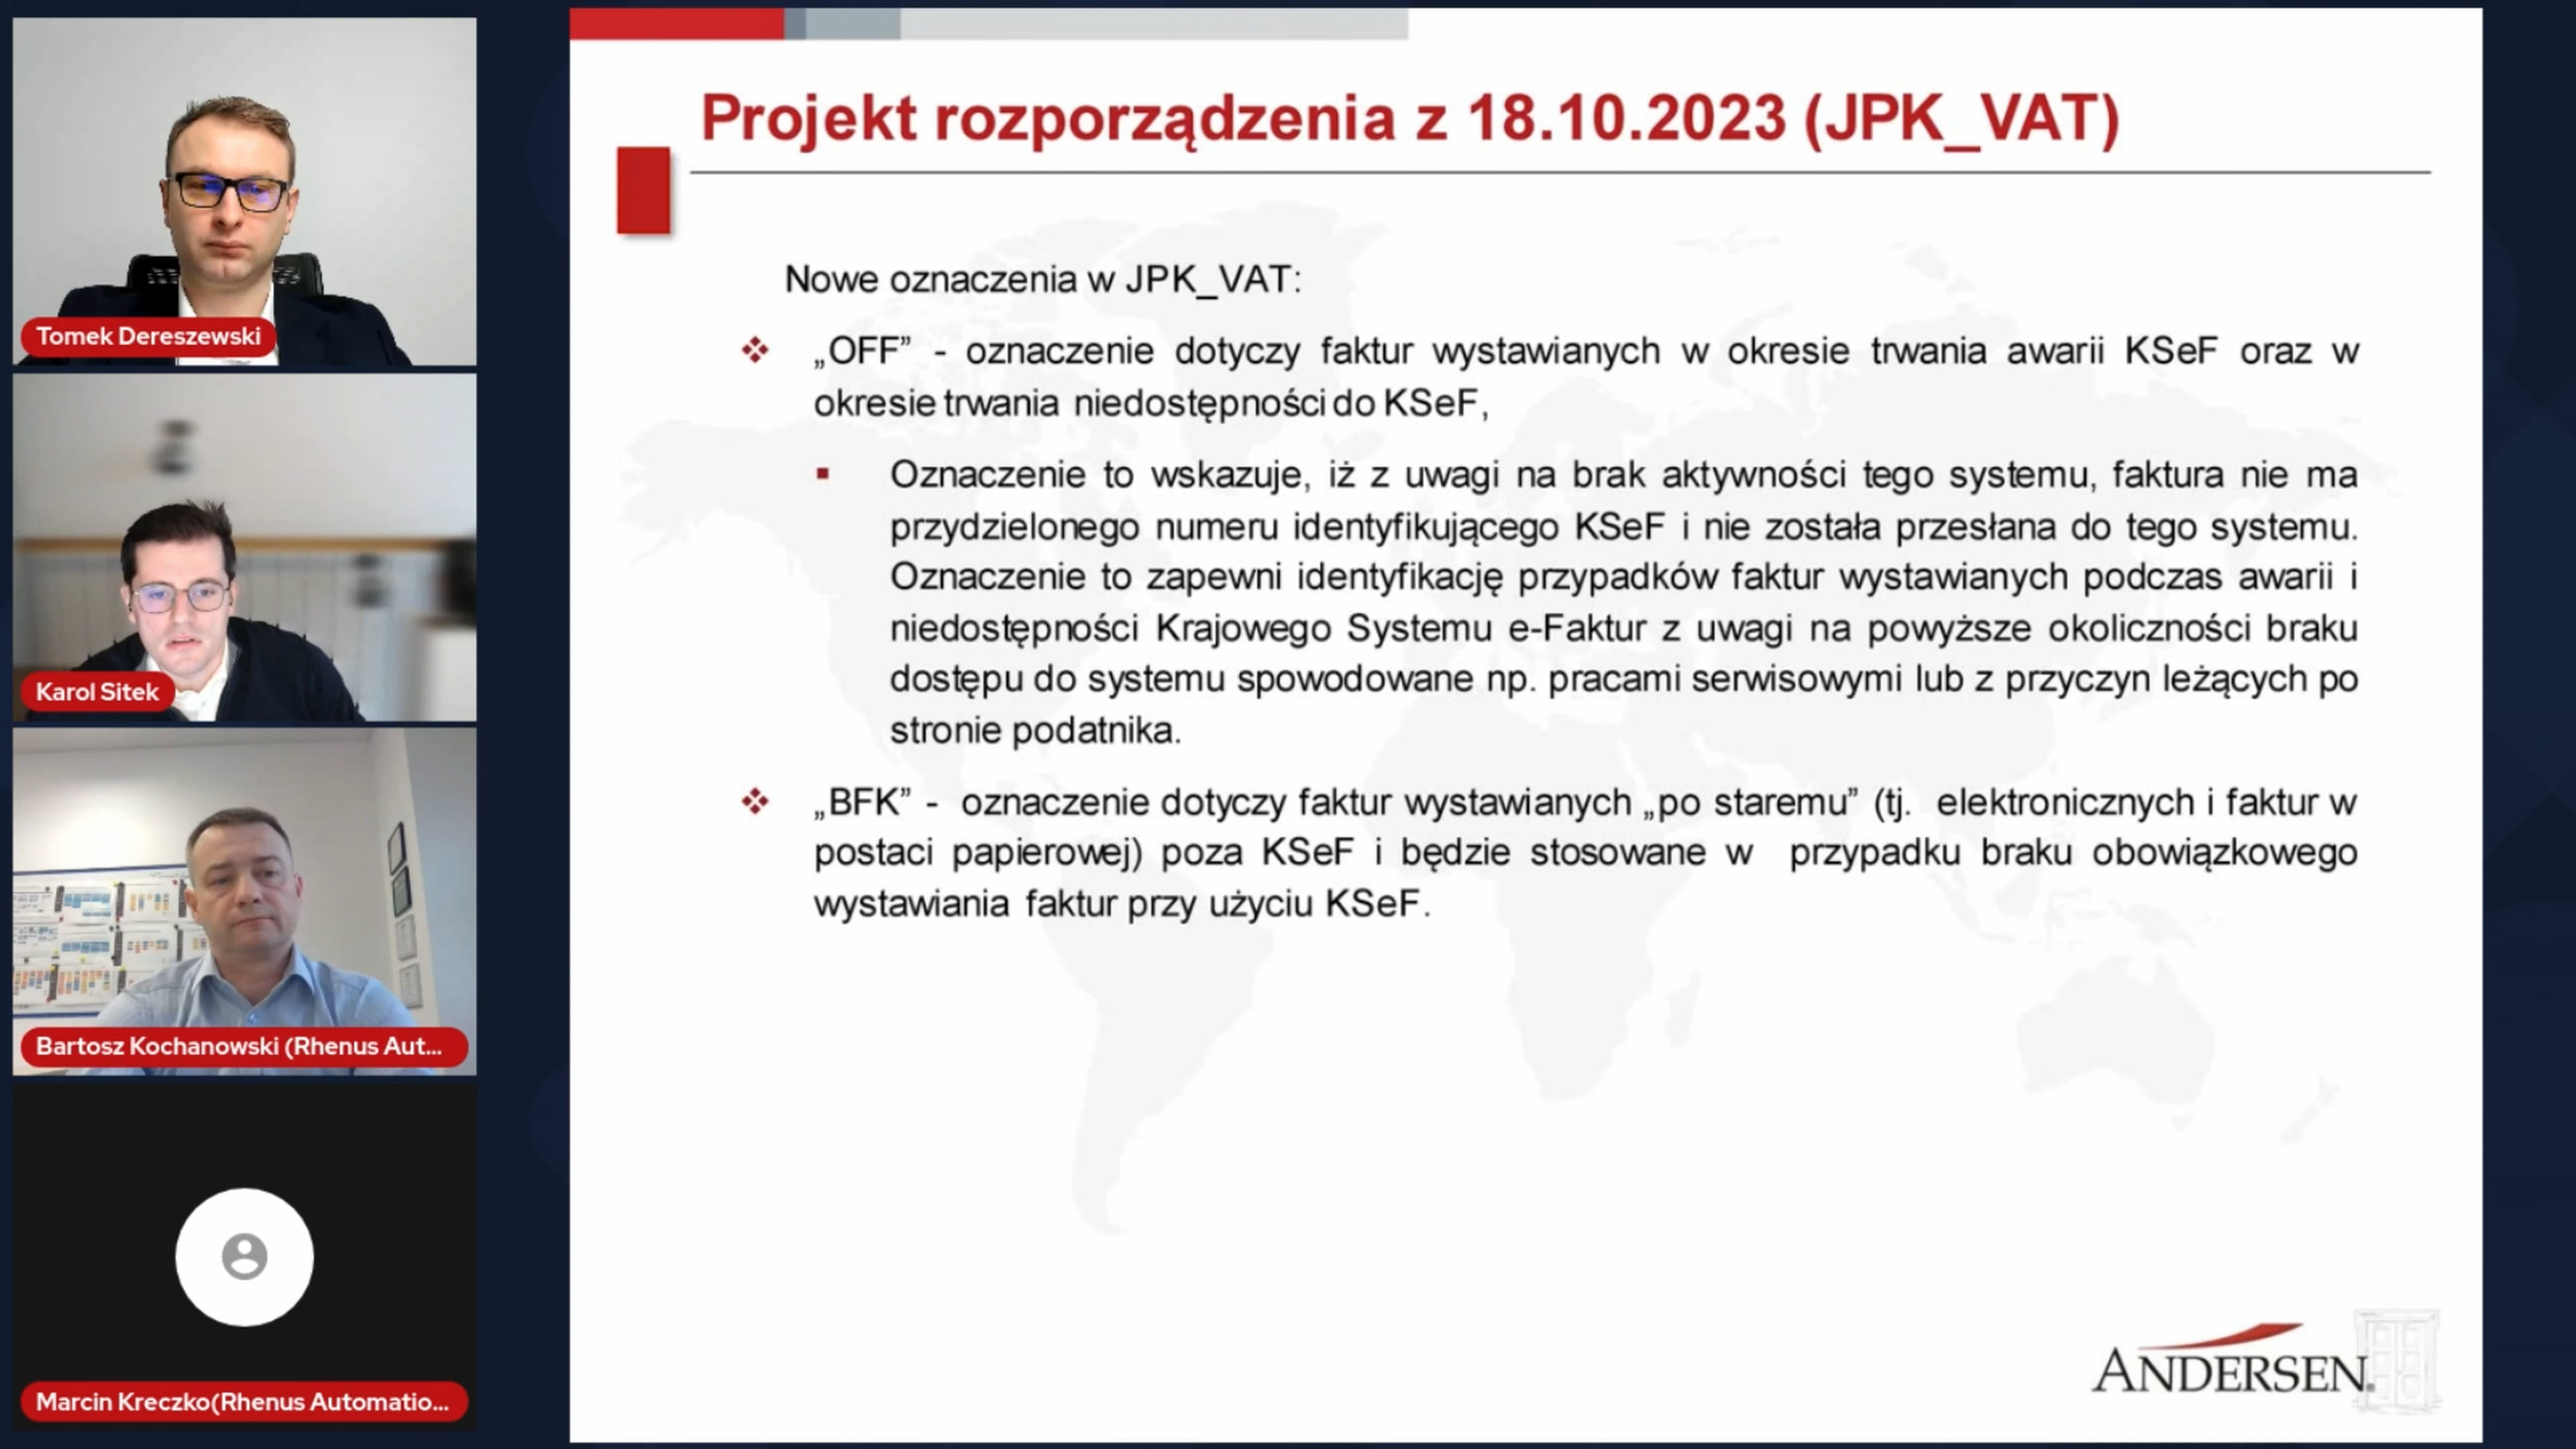 Tomek Dereszewski
Karol Sitek
Bartosz Kochanowski (Rhenus Aut...
Marcin Kreczko(Rhenus Automatio...
Projekt rozporządzenia z 18.10.2023 (JPK_VAT)
Nowe oznaczenia w JPK_VAT:
„OFF” - oznaczenie dotyczy faktur wystawianych w okresie trwania awarii KSeF oraz w
okresie trwania niedostępności do KSeF,
Oznaczenie to wskazuje, iż z uwagi na brak aktywności tego systemu, faktura nie ma
przydzielonego numeru identyfikującego KSeF i nie została przesłana do tego systemu.
Oznaczenie to zapewni identyfikację przypadków faktur wystawianych podczas awarii i
niedostępności Krajowego Systemu e-Faktur z uwagi na powyższe okoliczności braku
dostępu do systemu spowodowane np. pracami serwisowymi lub z przyczyn leżących po
stronie podatnika.
„BFK” - oznaczenie dotyczy faktur wystawianych „po staremu” (tj. elektronicznych i faktur w
postaci papierowej) poza KSeF i będzie stosowane w przypadku braku obowiązkowego
wystawiania faktur przy użyciu KSeF.
ANDERSEN